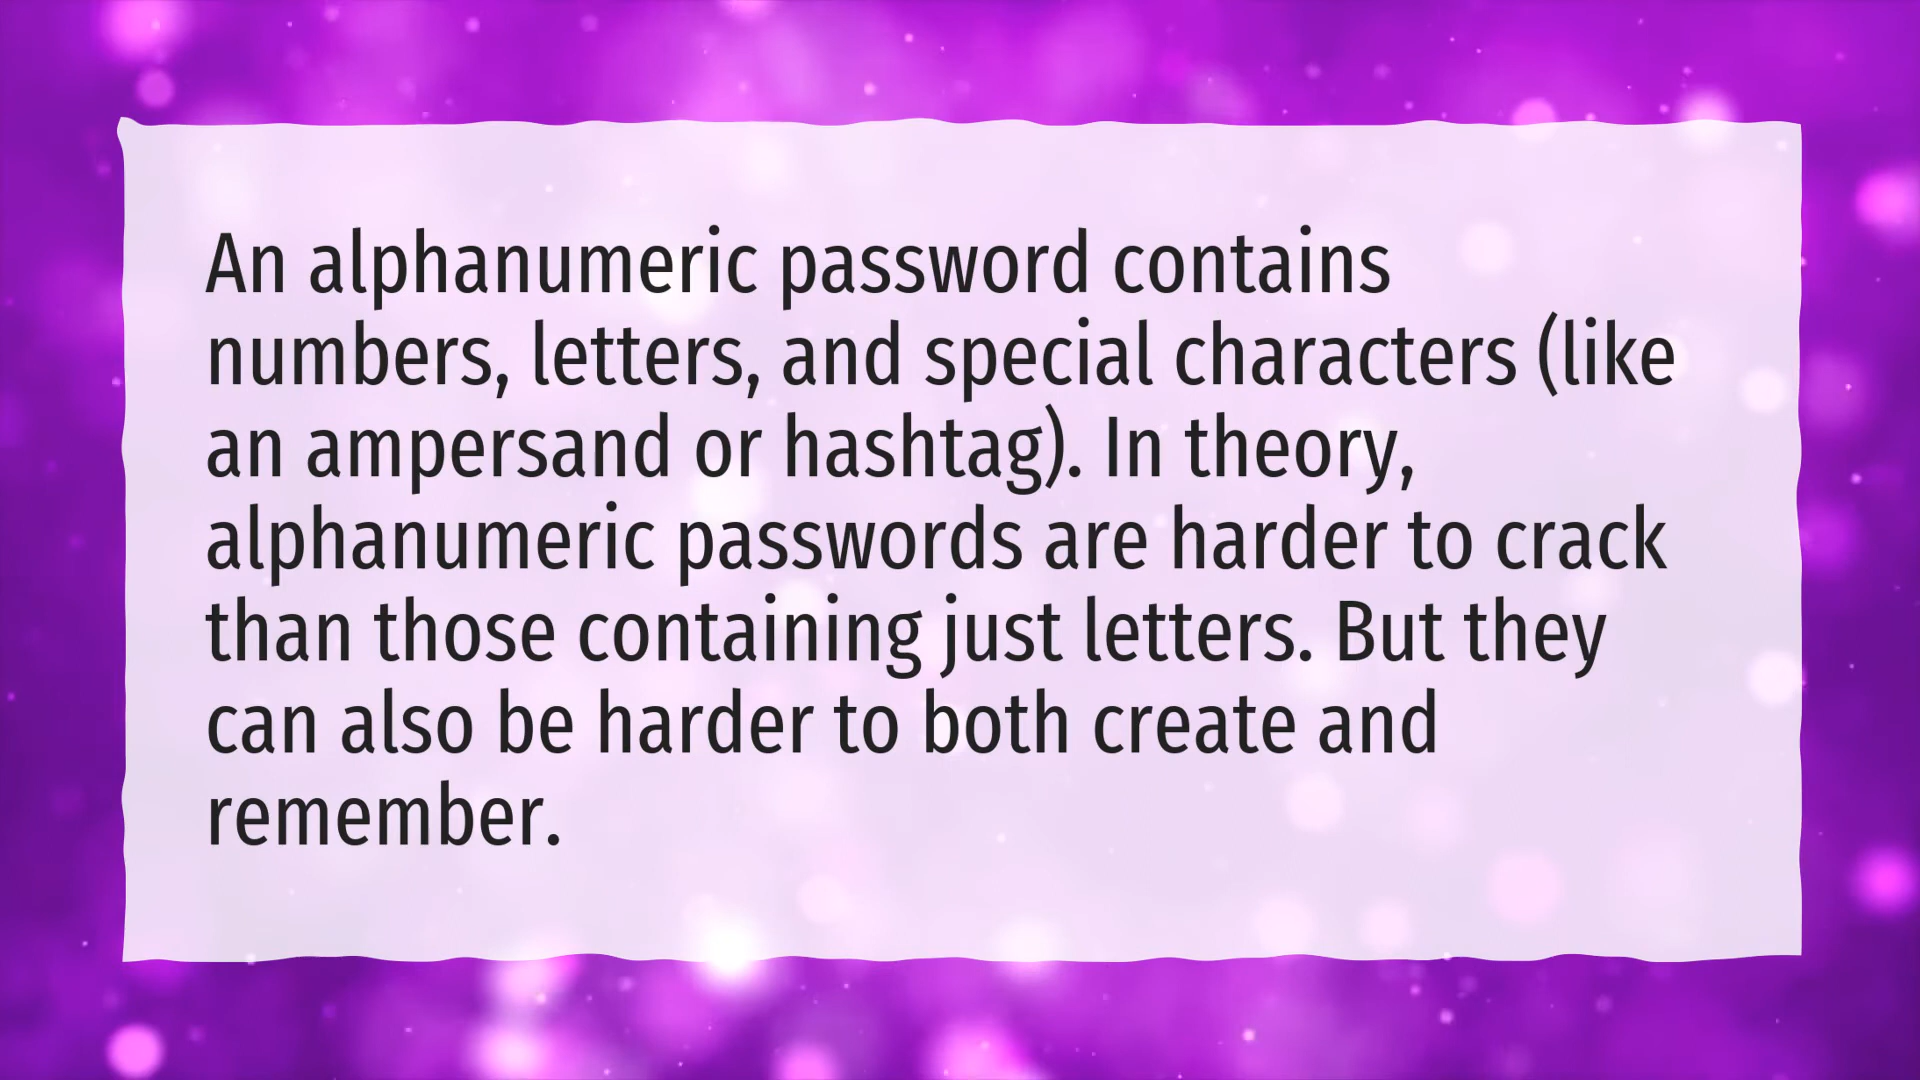 An alphanumeric password contains
numbers, letters, and special characters (like
an ampersand or hashtag). In theory,
alphanumeric passwords are harder to crack
than those containing just letters. But they
can also be harder to both create and
remember.